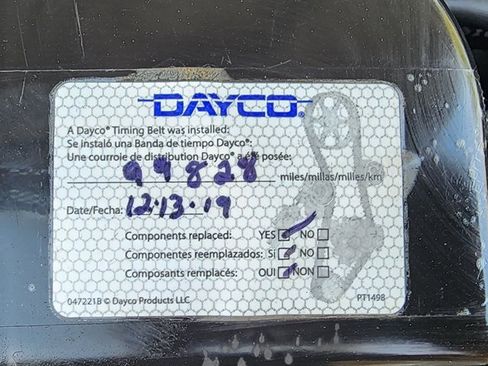 DAYCO®
A Dayco® Timing Belt was installed:
Se instaló una Banda de tiempo Dayco®:
Une courroie de distribution Dayco® a été posée:
99828 miles/millas/milles/km
Date/Fecha: 12·13·19
Components replaced: YES NO
Componentes reemplazados: Si NO
Composants remplacés: OUI NON
047221B © Dayco Products LLC PT1498